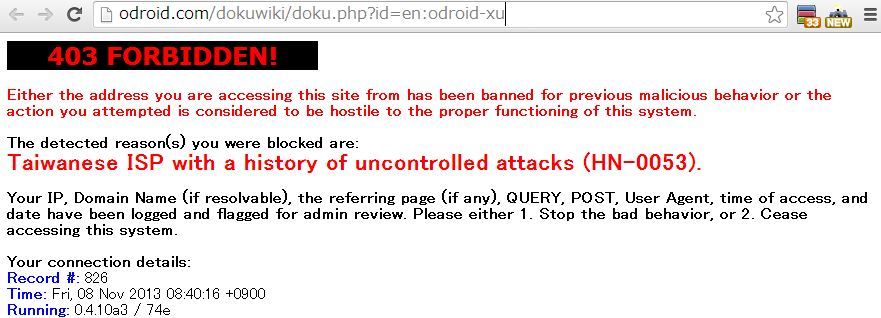 odroid.com/dokuwiki/doku.php?id=en:odroid-xu
33
NEW
403 FORBIDDEN!
Either the address you are accessing this site from has been banned for previous malicious behavior or the
action you attempted is considered to be hostile to the proper functioning of this system.
The detected reason(s) you were blocked are:
Taiwanese ISP with a history of uncontrolled attacks (HN-0053).
Your IP, Domain Name (if resolvable), the referring page (if any), QUERY, POST, User Agent, time of access, and
date have been logged and flagged for admin review. Please either 1. Stop the bad behavior, or 2. Cease
accessing this system.
Your connection details:
Record #: 826
Time: Fri, 08 Nov 2013 08:40:16 +0900
Running: 0.4.10a3 / 74e